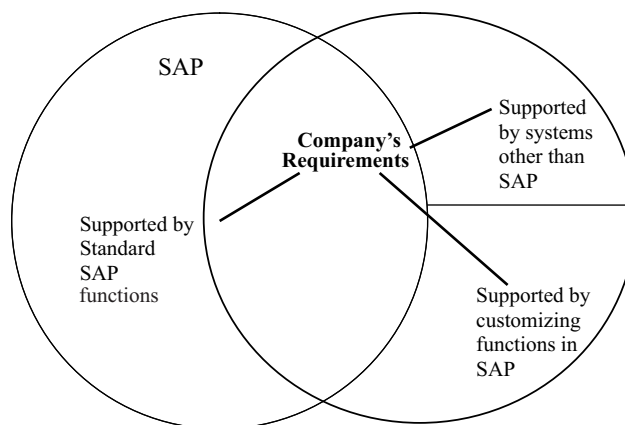 SAP
Supported
by systems
other than
SAP
Company’s
Requirements
Supported by
Standard
SAP
functions
Supported by
customizing
functions in
SAP